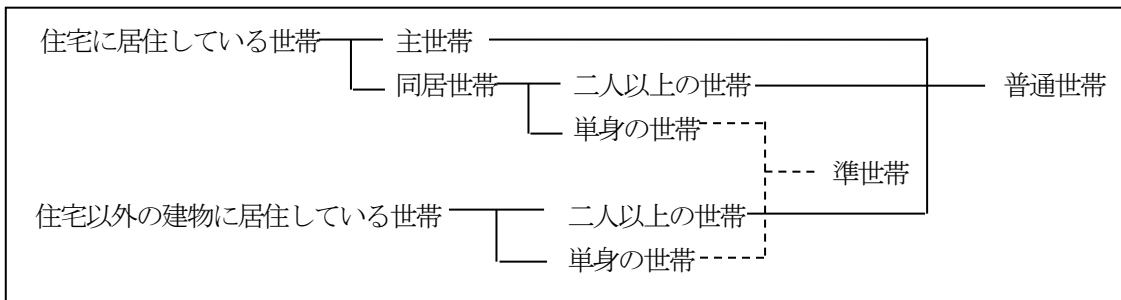 住宅に居住している世帯 主世帯
同居世帯 二人以上の世帯 普通世帯
単身の世帯
準世帯
住宅以外の建物に居住している世帯 二人以上の世帯
単身の世帯